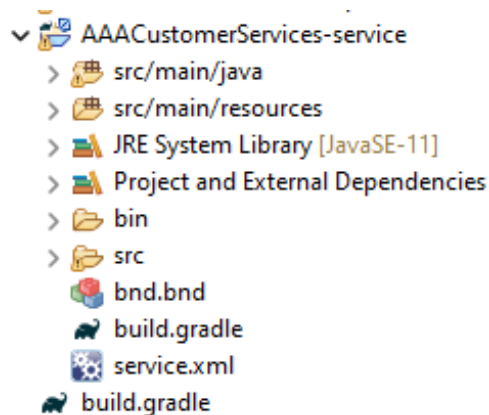 AAACustomerServices-service
src/main/java
src/main/resources
JRE System Library [JavaSE-11]
Project and External Dependencies
bin
src
bnd.bnd
build.gradle
service.xml
build.gradle